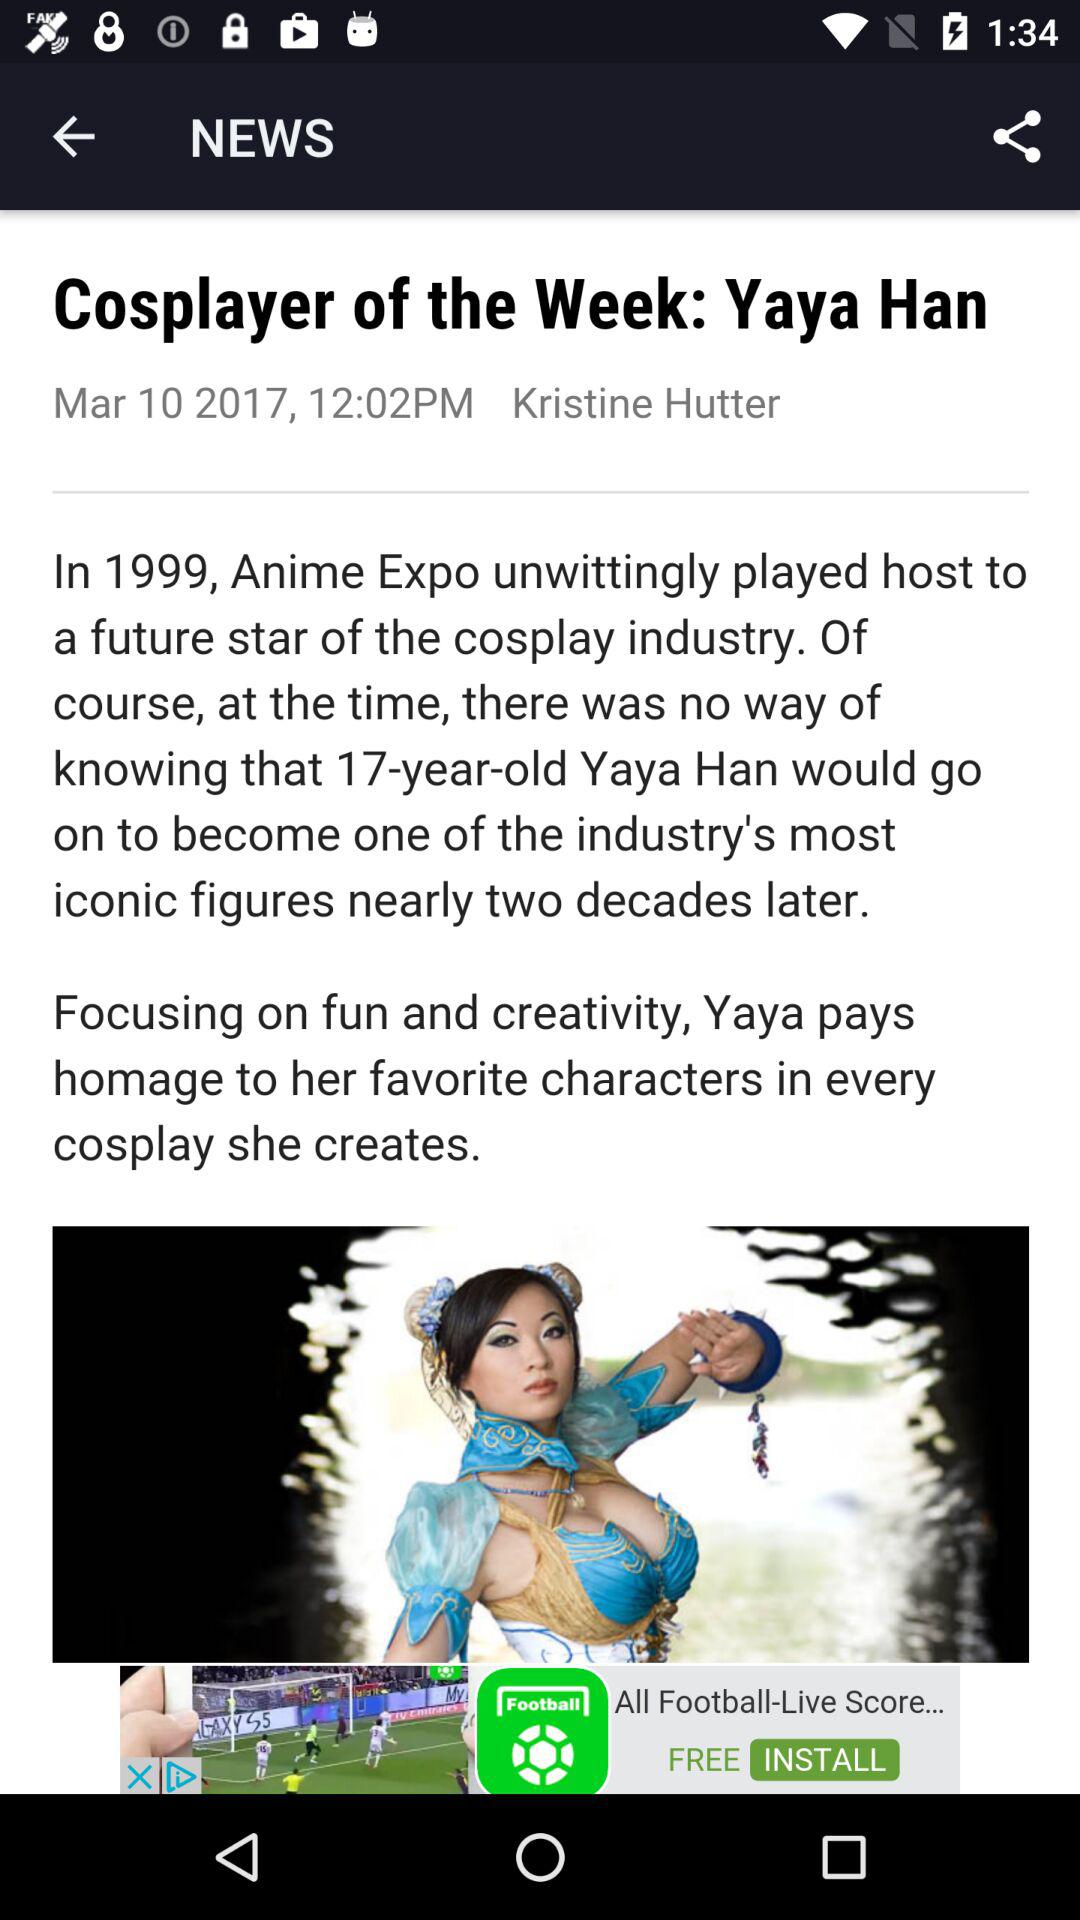 FAKE
1:34
NEWS
Cosplayer of the Week: Yaya Han
Mar 10 2017, 12:02PM Kristine Hutter
In 1999, Anime Expo unwittingly played host to
a future star of the cosplay industry. Of
course, at the time, there was no way of
knowing that 17-year-old Yaya Han would go
on to become one of the industry's most
iconic figures nearly two decades later.
Focusing on fun and creativity, Yaya pays
homage to her favorite characters in every
cosplay she creates.
My
Emirates
Football
All Football-Live Score...
FREE INSTALL